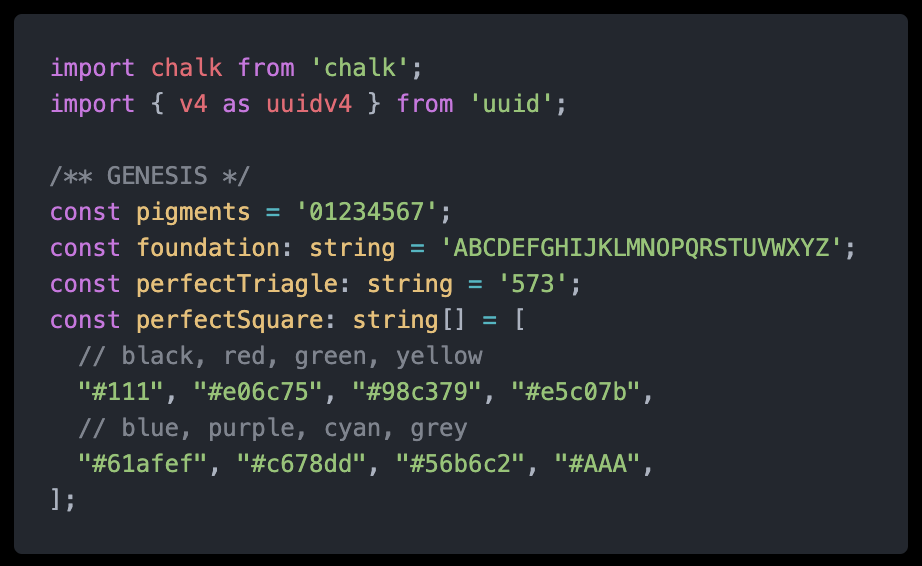 import chalk from 'chalk';
import { v4 as uuidv4 } from 'uuid';
/** GENESIS */
const pigments = '01234567';
const foundation: string = 'ABCDEFGHIJKLMNOPQRSTUVWXYZ';
const perfectTriagle: string = '573';
const perfectSquare: string[] = [
// black, red, green, yellow
"#111", "#e06c75", "#98c379", "#e5c07b",
// blue, purple, cyan, grey
"#61afef", "#c678dd", "#56b6c2", "#AAA",
];